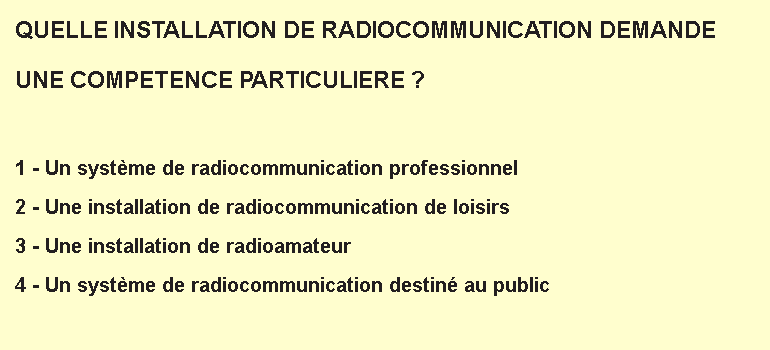 QUELLE INSTALLATION DE RADIOCOMMUNICATION DEMANDE
UNE COMPETENCE PARTICULIERE ?
1 - Un système de radiocommunication professionnel
2 - Une installation de radiocommunication de loisirs
3 - Une installation de radioamateur
4 - Un système de radiocommunication destiné au public